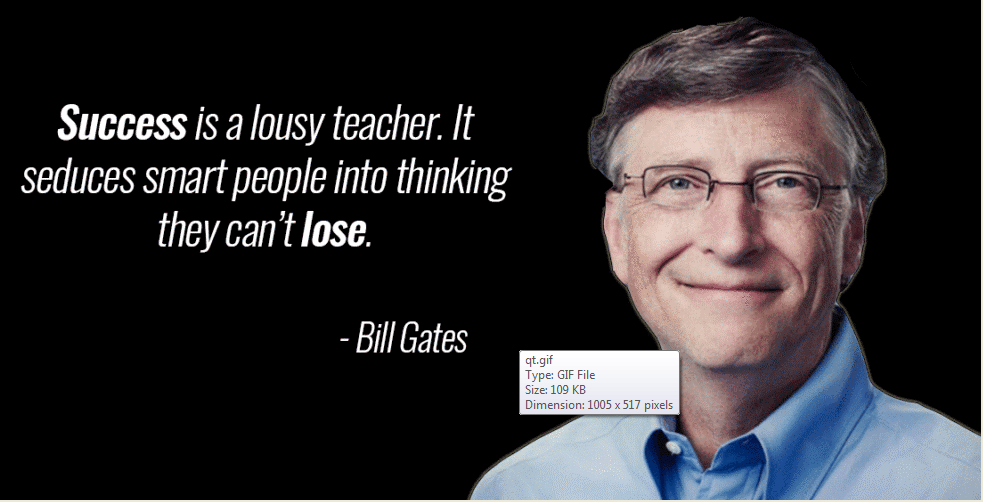 Success is a lousy teacher. It
seduces smart people into thinking
they can’t lose.
- Bill Gates
qt.gif
Type: GIF File
Size: 109 KB
Dimension: 1005 x 517 pixels